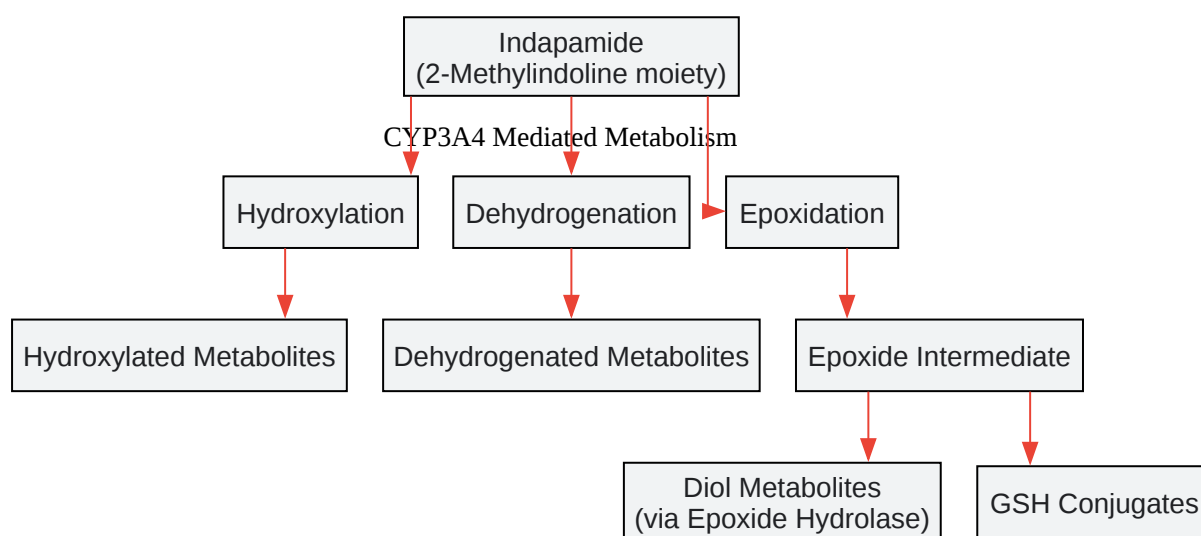 Indapamide
(2-Methylindoline moiety)
CYP3A4 Mediated Metabolism
Hydroxylation
Dehydrogenation
Epoxidation
Hydroxylated Metabolites
Dehydrogenated Metabolites
Epoxide Intermediate
Diol Metabolites
(via Epoxide Hydrolase)
GSH Conjugates